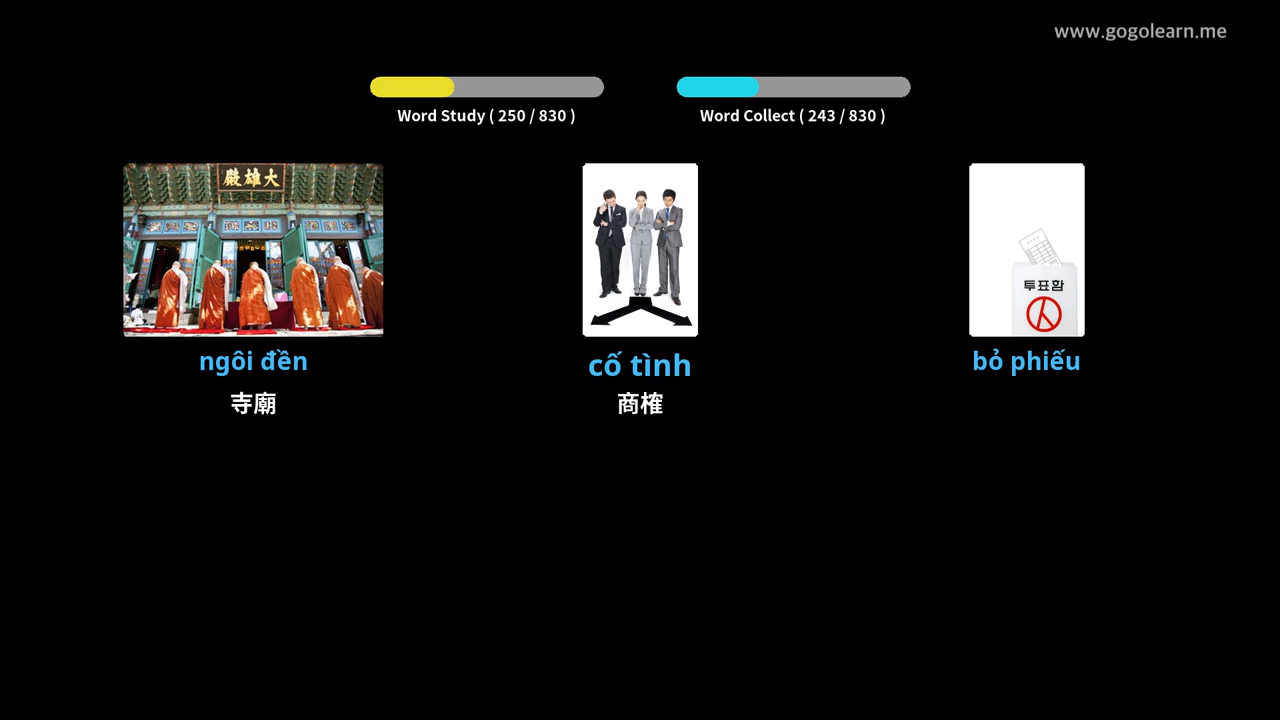 www.gogolearn.me
Word Study ( 250 / 830 )
Word Collect ( 243 / 830 )
殿雄大
투표함
ngôi đền
cố tình
bỏ phiếu
寺廟
商榷